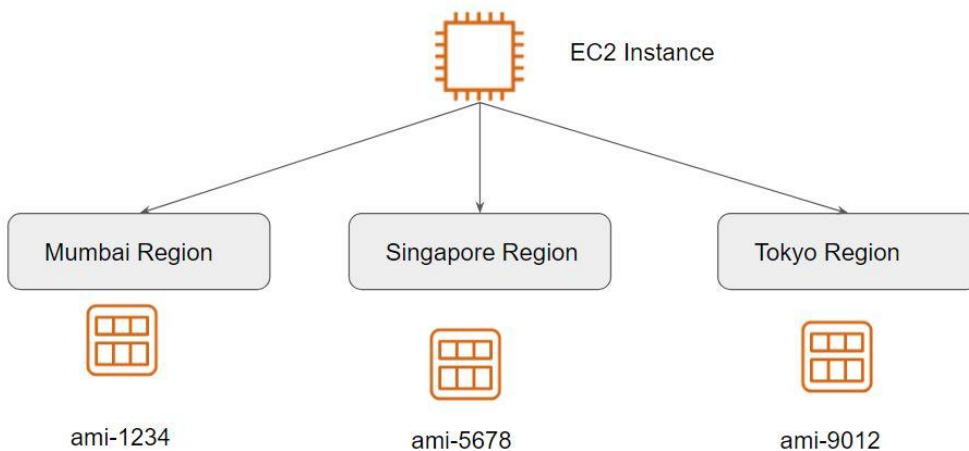 EC2 Instance
Mumbai Region
Singapore Region
Tokyo Region
ami-1234
ami-5678
ami-9012